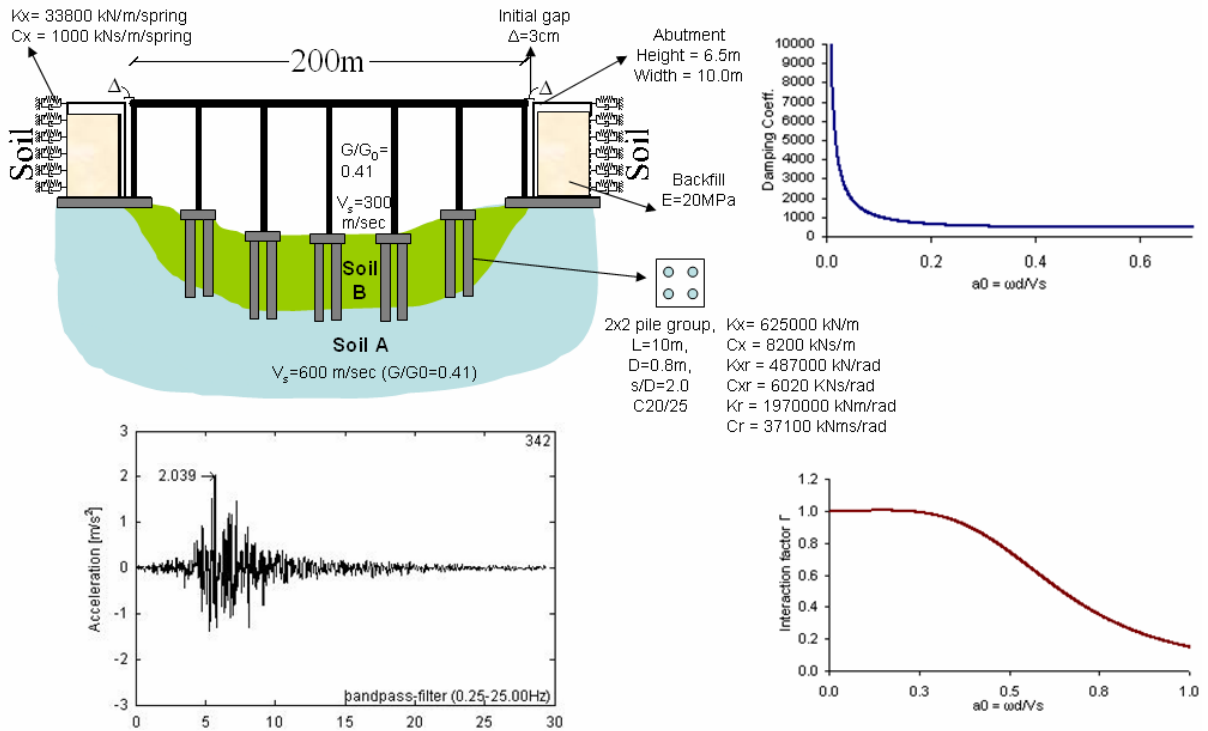 Kx= 33800 kN/m/spring
Cx = 1000 kNs/m/spring
Initial gap
Δ=3cm
Abutment
Height = 6.5m
Width = 10.0m
200m
Δ
Δ
Soil
Soil
G/G0=
0.41
Vs=300
m/sec
Backfill
E=20MPa
Soil
B
Soil A
Vs=600 m/sec (G/G0=0.41)
2x2 pile group,
L=10m,
D=0.8m,
s/D=2.0
C20/25
Kx= 625000 kN/m
Cx = 8200 kNs/m
Kxr = 487000 kN/rad
Cxr = 6020 KNs/rad
Kr = 1970000 kNm/rad
Cr = 37100 kNms/rad
Damping Coeff.
10000
9000
8000
7000
6000
5000
4000
3000
2000
1000
0
0.0 0.2 0.4 0.6
a0 = ωd/Vs
Acceleration [m/s²]
3
2
1
0
-1
-2
-3
342
2.039
bandpass-filter (0.25-25.00Hz)
0 5 10 15 20 25 30
Interaction factor Γ
1.2
1.0
0.8
0.6
0.4
0.2
0.0
0.0 0.3 0.5 0.8 1.0
a0 = ωd/Vs